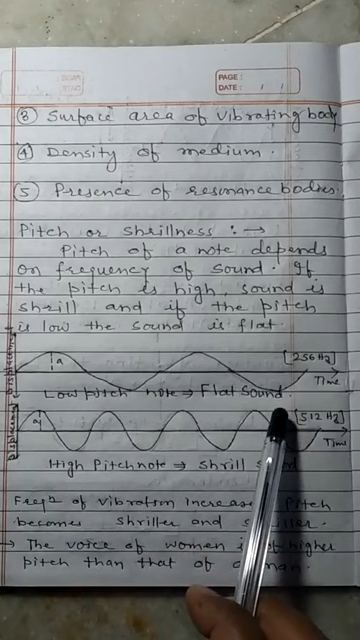 PAGE:
DATE: / /
③ Surface area of vibrating body
④ Density of medium.
⑤ Presence of resonance bodies.
Pitch or shrillness :→
Pitch of a note depends
on frequency of sound. If
the pitch is high, sound is
shrill and if the pitch
is low the sound is flat.
a
[256 Hz]
Time
Low pitch note ⇒ Flat Sound.
a
[512 Hz]
Time
High Pitch note ⇒ shrill
Freqⁿ of vibration increases Pitch
becomes shriller and shriller.
→ The voice of women is of higher
pitch than that of a man.